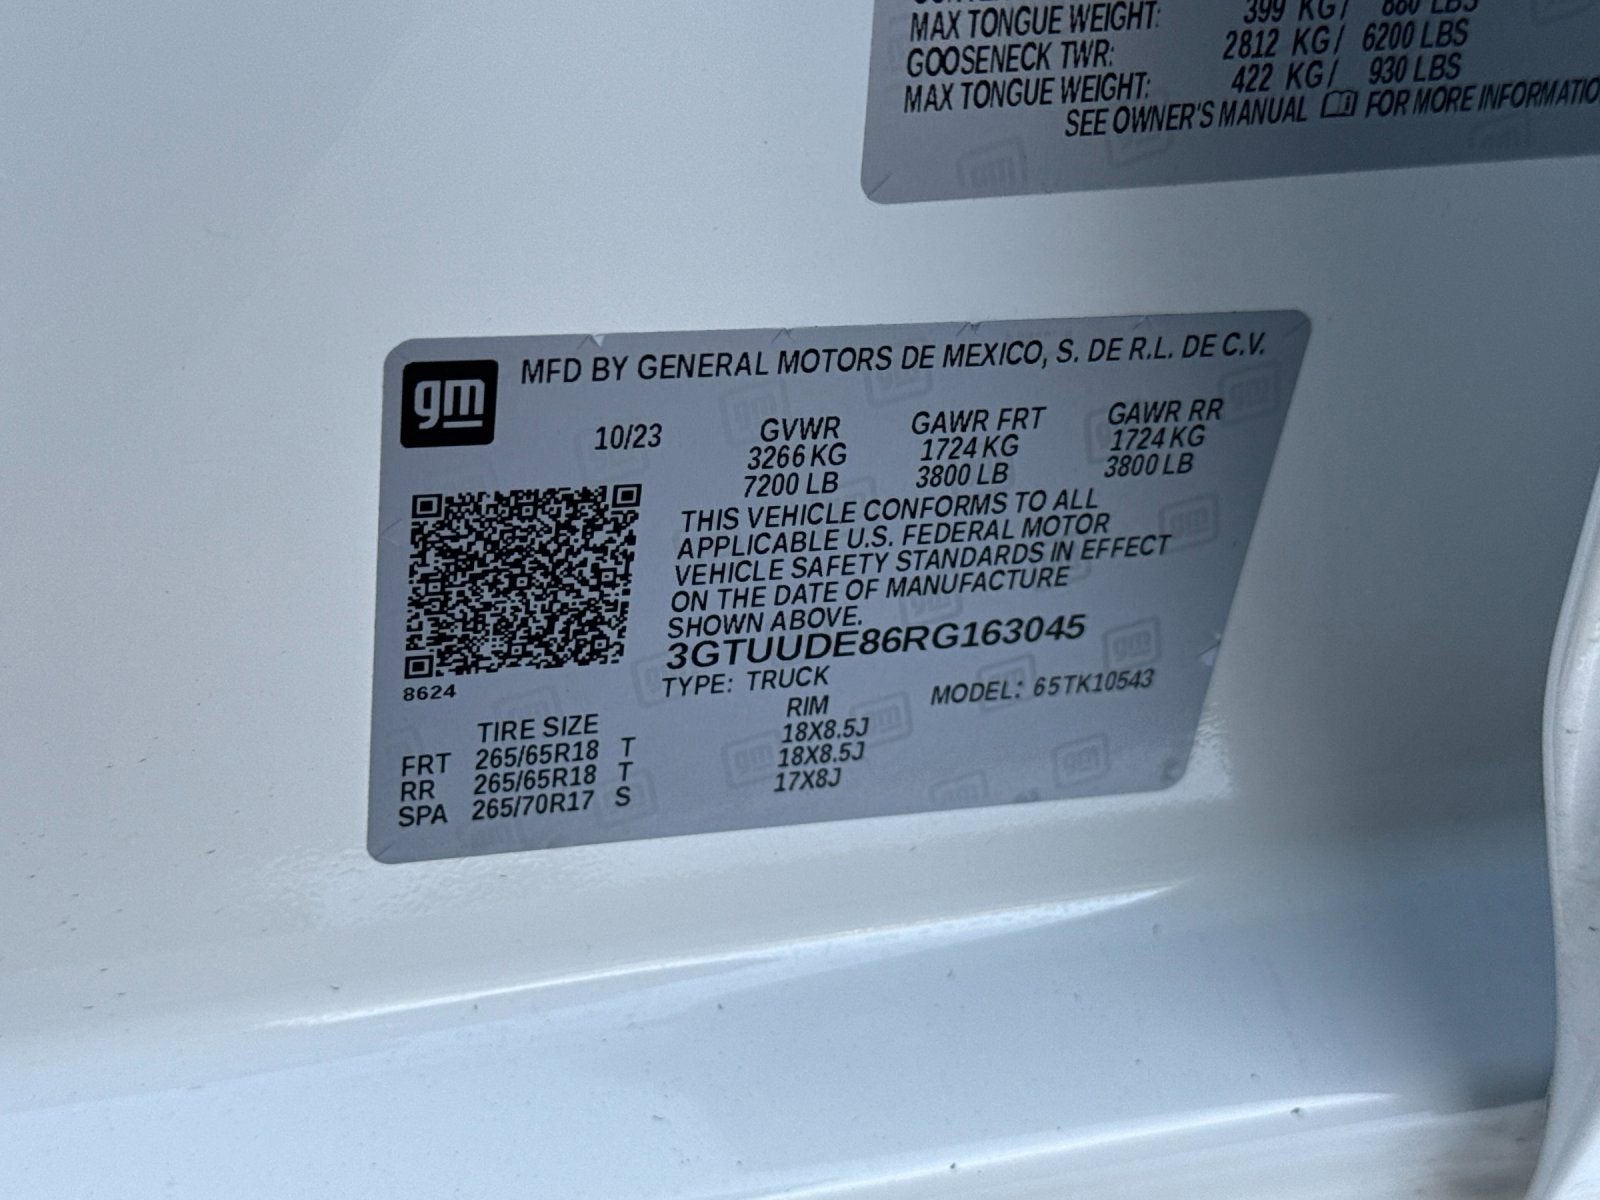 MAX TONGUE WEIGHT: 399 KG/ 880 LBS
GOOSENECK TWR: 2812 KG/ 6200 LBS
MAX TONGUE WEIGHT: 422 KG/ 930 LBS
SEE OWNER'S MANUAL FOR MORE
gm
MFD BY GENERAL MOTORS DE MEXICO, S. DE R.L. DE C.V.
10/23 GVWR GAWR FRT GAWR RR
3266 KG 1724 KG 1724 KG
7200 LB 3800 LB 3800 LB
THIS VEHICLE CONFORMS TO ALL
APPLICABLE U.S. FEDERAL MOTOR
VEHICLE SAFETY STANDARDS IN EFFECT
ON THE DATE OF MANUFACTURE
SHOWN ABOVE.
3GTUUDE86RG163045
8624
TYPE: TRUCK MODEL: 65TK10543
TIRE SIZE RIM
FRT 265/65R18 T 18X8.5J
RR 265/65R18 T 18X8.5J
SPA 265/70R17 S 17X8J